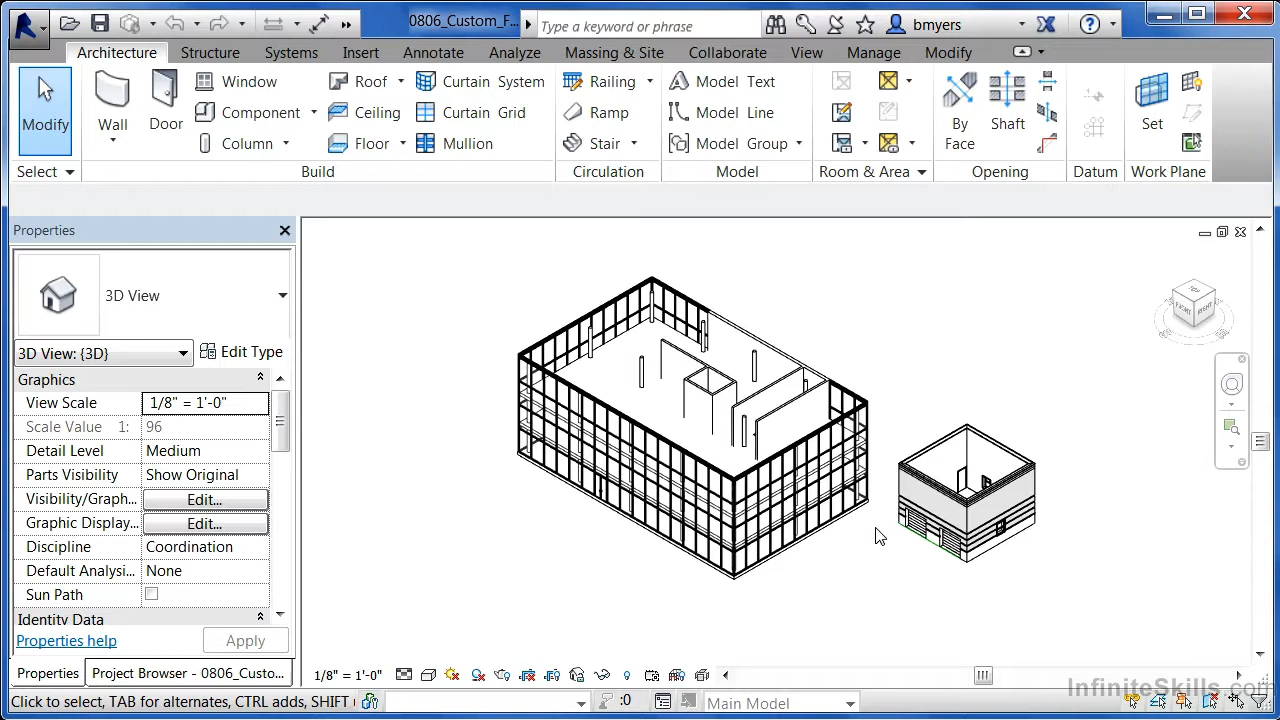 0806_Custom_F...
Type a keyword or phrase
bmyers
Architecture Structure Systems Insert Annotate Analyze Massing & Site Collaborate View Manage Modify
Modify
Wall
Door
Window
Component
Column
Roof
Ceiling
Floor
Curtain System
Curtain Grid
Mullion
Railing
Ramp
Stair
Model Text
Model Line
Model Group
By Face
Shaft
Set
Select
Build
Circulation
Model
Room & Area
Opening
Datum
Work Plane
Properties
3D View
3D View: {3D}
Edit Type
Graphics
View Scale 1/8" = 1'-0"
Scale Value 1: 96
Detail Level Medium
Parts Visibility Show Original
Visibility/Graph... Edit...
Graphic Display... Edit...
Discipline Coordination
Default Analysi... None
Sun Path
Identity Data
Properties help
Apply
TOP
FRONT
RIGHT
Properties
Project Browser - 0806_Custo...
1/8" = 1'-0"
Click to select, TAB for alternates, CTRL adds, SHIFT
:0
Main Model
InfiniteSkills.com